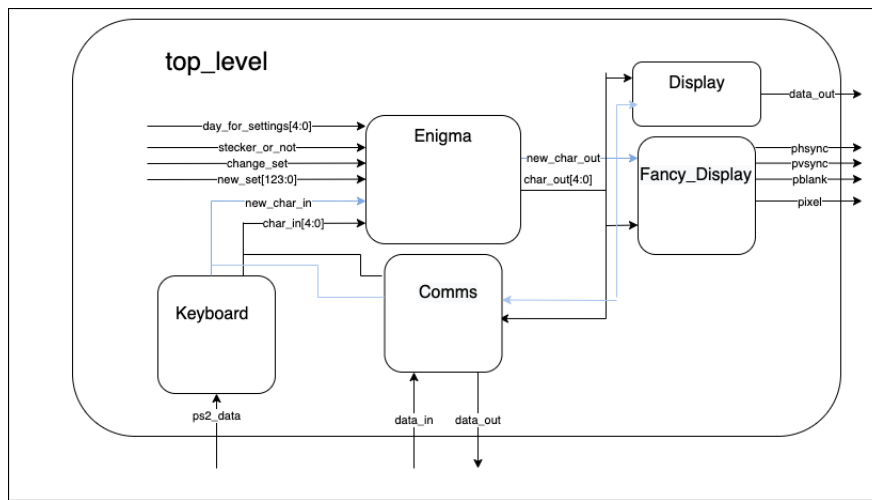 top_level
Display
data_out
day_for_settings[4:0]
Enigma
stecker_or_not
new_char_out
phsync
change_set
pvsync
new_set[123:0]
char_out[4:0]
Fancy_Display
pblank
new_char_in
pixel
char_in[4:0]
Comms
Keyboard
ps2_data
data_in
data_out